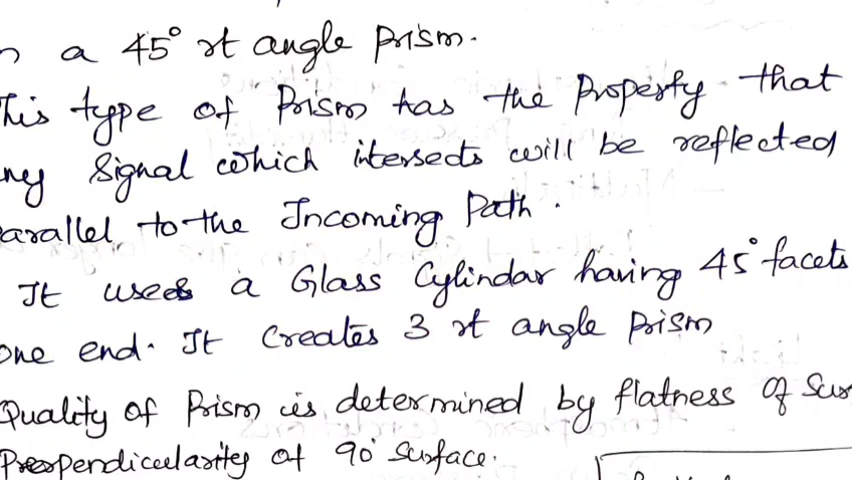 a 45° rt angle Prism.
This type of Prism has the Property that
any Signal which intersects will be reflected
Parallel to the Incoming Path.
It uses a Glass Cylindar having 45° facets
one end. It Creates 3 rt angle Prism
Quality of Prism is determined by flatness of Sur
Perpendicularity of 90° Surface.